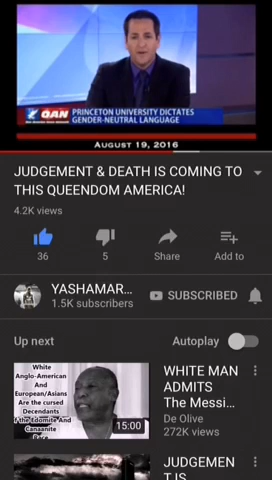 OAN
PRINCETON UNIVERSITY DICTATES
GENDER-NEUTRAL LANGUAGE
AUGUST 19, 2016
JUDGEMENT & DEATH IS COMING TO
THIS QUEENDOM AMERICA!
4.2K views
36
5
Share
Add to
YASHAMAR...
1.5K subscribers
SUBSCRIBED
Up next
Autoplay
White
Anglo-American
And
European/Asians
Are the cursed
Decendants
f the Edomite And
Canaanite
15:00
WHITE MAN
ADMITS
The Messi...
De Olive
272K views
JUDGEMEN
T IS